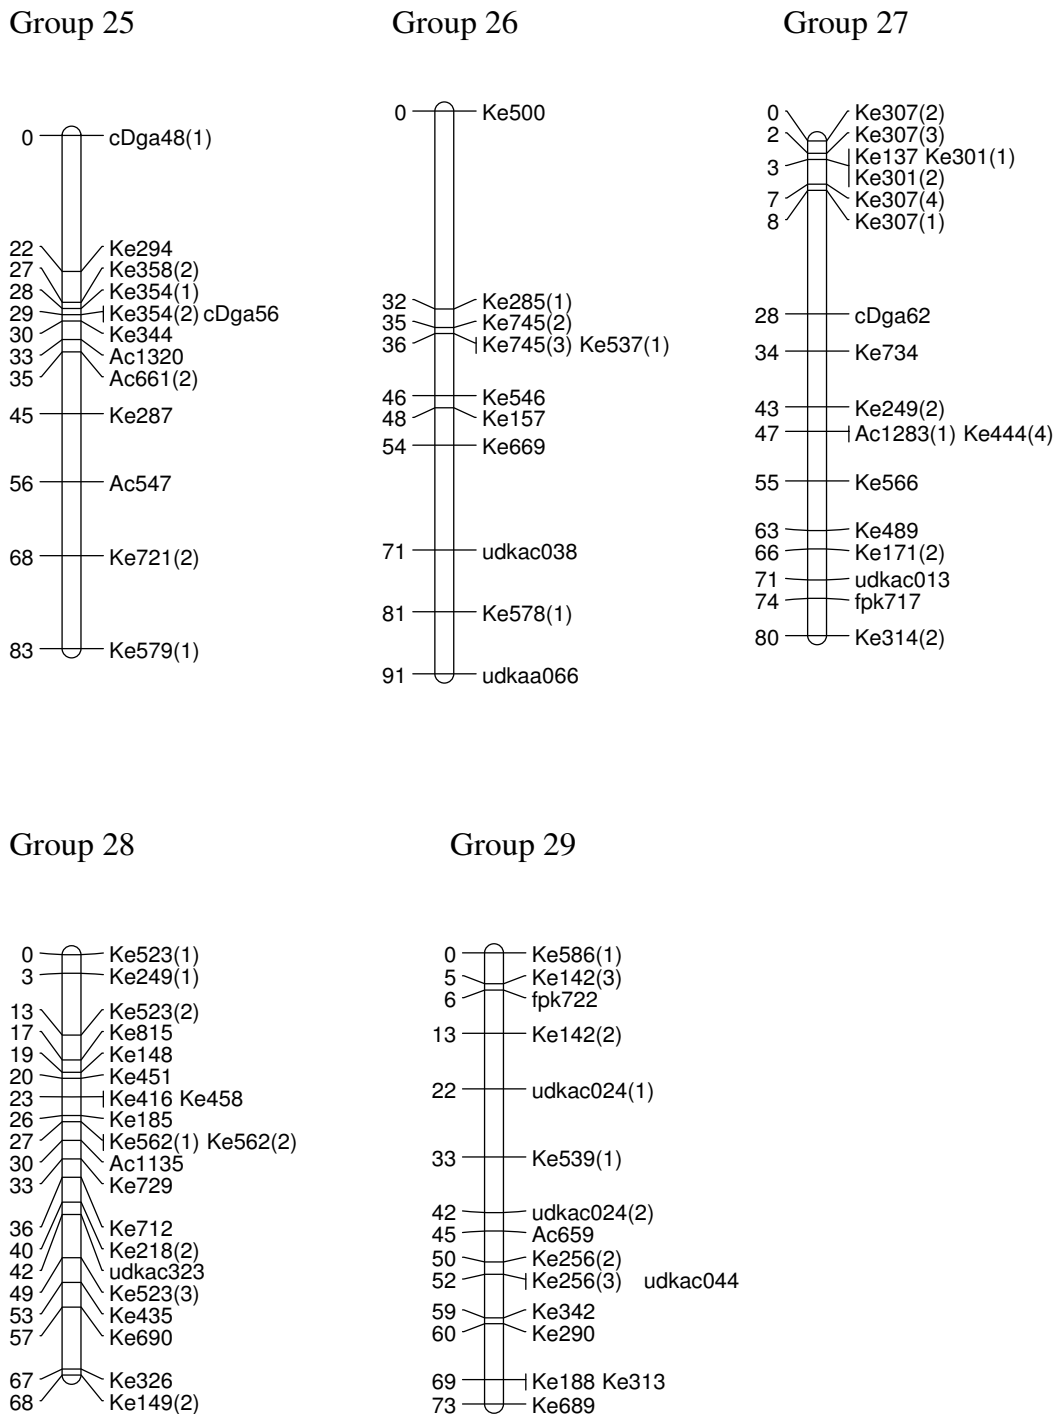 Group 25
0 cDga48(1)
22 Ke294
27 Ke358(2)
28 Ke354(1)
29 Ke354(2) cDga56
30 Ke344
33 Ac1320
35 Ac661(2)
45 Ke287
56 Ac547
68 Ke721(2)
83 Ke579(1)
Group 26
0 Ke500
32 Ke285(1)
35 Ke745(2)
36 Ke745(3) Ke537(1)
46 Ke546
48 Ke157
54 Ke669
71 udkac038
81 Ke578(1)
91 udkaa066
Group 27
0 Ke307(2)
2 Ke307(3)
3 Ke137 Ke301(1)
Ke301(2)
7 Ke307(4)
8 Ke307(1)
28 cDga62
34 Ke734
43 Ke249(2)
47 Ac1283(1) Ke444(4)
55 Ke566
63 Ke489
66 Ke171(2)
71 udkac013
74 fpk717
80 Ke314(2)
Group 28
0 Ke523(1)
3 Ke249(1)
13 Ke523(2)
17 Ke815
19 Ke148
20 Ke451
23 Ke416 Ke458
26 Ke185
27 Ke562(1) Ke562(2)
30 Ac1135
33 Ke729
36 Ke712
40 Ke218(2)
42 udkac323
49 Ke523(3)
53 Ke435
57 Ke690
67 Ke326
68 Ke149(2)
Group 29
0 Ke586(1)
5 Ke142(3)
6 fpk722
13 Ke142(2)
22 udkac024(1)
33 Ke539(1)
42 udkac024(2)
45 Ac659
50 Ke256(2)
52 Ke256(3) udkac044
59 Ke342
60 Ke290
69 Ke188 Ke313
73 Ke689